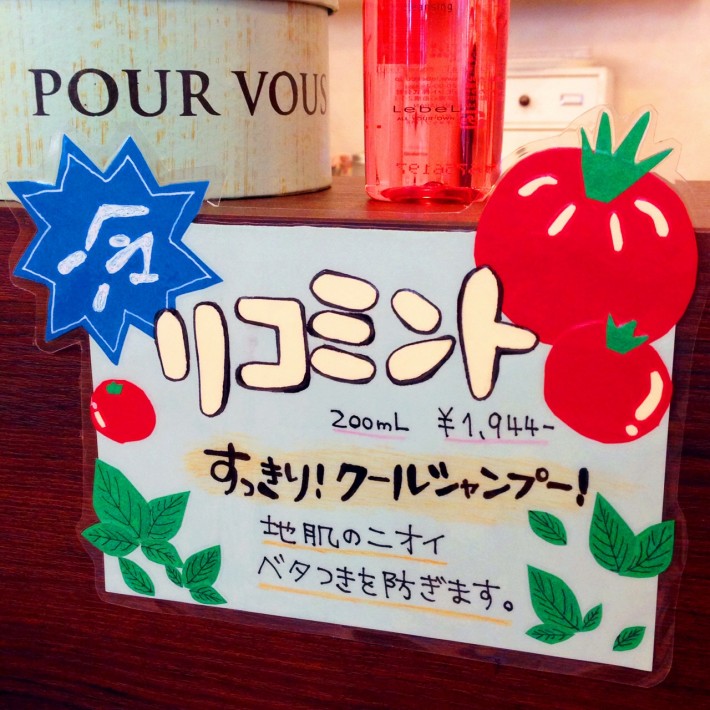 POUR VOUS
LebeL
新
リコミント
200mL ¥1,944-
すっきり！クールシャンプー！
地肌のニオイ
ベタつきを防ぎます。